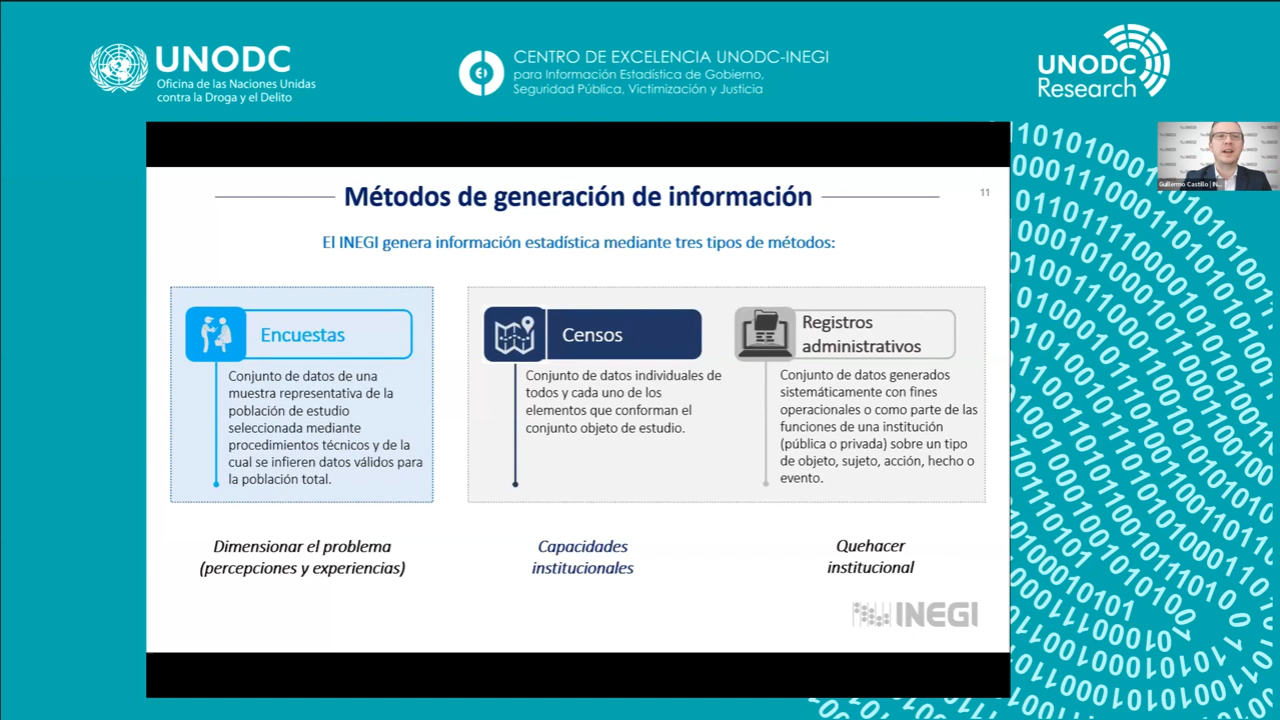 UNODC
Oficina de las Naciones Unidas
contra la Droga y el Delito
CENTRO DE EXCELENCIA UNODC-INEGI
para Información Estadística de Gobierno,
Seguridad Pública, Victimización y Justicia
UNODC
Research
Guillermo Castillo | IN...
Métodos de generación de información
11
El INEGI genera información estadística mediante tres tipos de métodos:
Encuestas
Conjunto de datos de una
muestra representativa de la
población de estudio
seleccionada mediante
procedimientos técnicos y de la
cual se infieren datos válidos para
la población total.
Dimensionar el problema
(percepciones y experiencias)
Censos
Conjunto de datos individuales de
todos y cada uno de los
elementos que conforman el
conjunto objeto de estudio.
Capacidades
institucionales
Registros
administrativos
Conjunto de datos generados
sistemáticamente con fines
operacionales o como parte de las
funciones de una institución
(pública o privada) sobre un tipo
de objeto, sujeto, acción, hecho o
evento.
Quehacer
institucional
INEGI